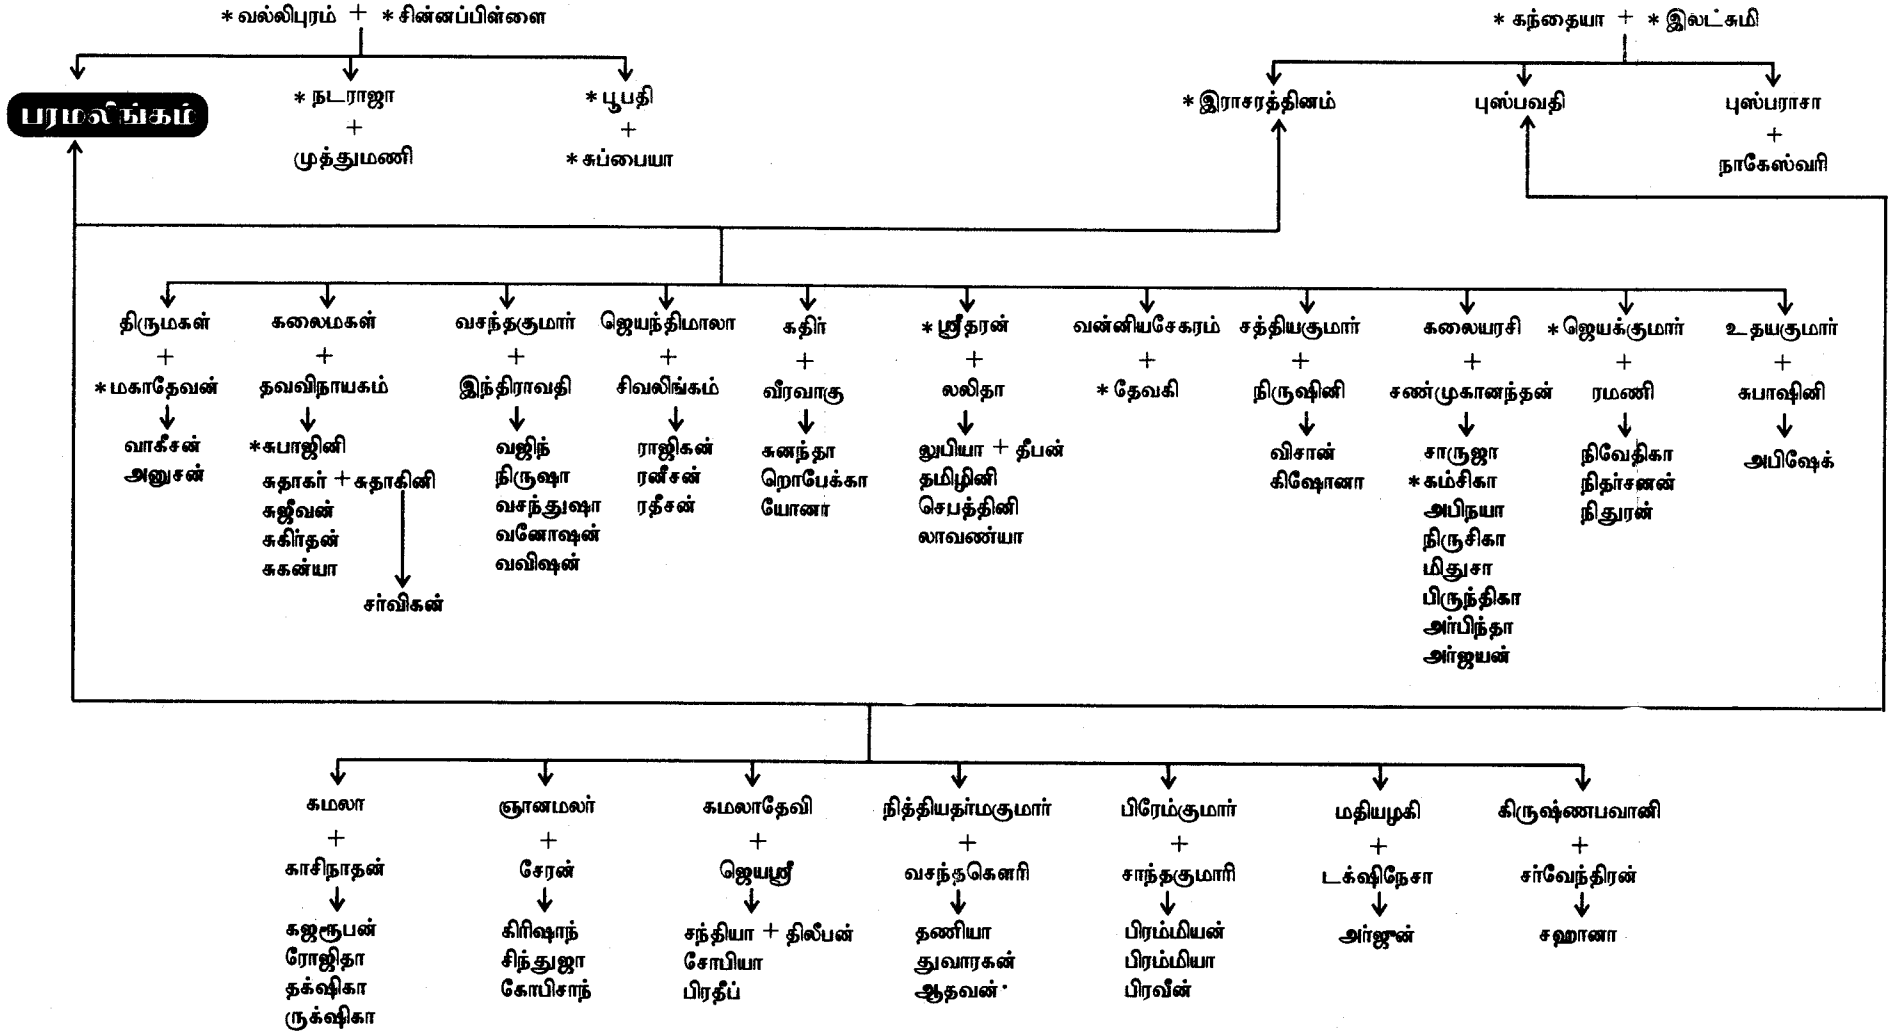 * வல்லிபுரம் + * சின்னப்பிள்ளை
* கந்தையா + * இலட்சுமி
பரமலிங்கம்
* நடராஜா
+
முத்துமணி
* பூபதி
+
* சுப்பையா
* இராசரத்தினம்
புஸ்பவதி
புஸ்பராசா
+
நாகேஸ்வரி
திருமகள்
+
* மகாதேவன்
வாகீசன்
அனுசன்
கலைமகள்
+
தவவிநாயகம்
* சுபாஜினி
சுதாகர் + சுதாகினி
சுஜீவன்
சுகிர்தன்
சுகன்யா
சர்விகன்
வசந்தகுமார்
+
இந்திராவதி
வஜிந்
நிருஷா
வசந்துஷா
வனோஷன்
வவிஷன்
ஜெயந்திமாலா
+
சிவலிங்கம்
ராஜிகன்
ரனீசன்
ரதீசன்
கதிர்
+
வீரவாகு
சுனந்தா
றொபேக்கா
யோனா
* ஸ்ரீதரன்
+
லலிதா
லுபியா + தீபன்
தமிழினி
செபத்தினி
லாவண்யா
வன்னியசேகரம்
+
* தேவகி
சத்தியகுமார்
+
நிருஷினி
விசான்
கிஷோனா
கலையரசி
+
சண்முகானந்தன்
சாருஜா
* கம்சிகா
அபிநயா
நிருசிகா
மிதுசா
பிருந்திகா
அர்பிந்தா
அர்ஜயன்
* ஜெயக்குமார்
+
ரமணி
நிவேதிகா
நிதர்சனன்
நிதுரன்
உதயகுமார்
+
சுபாஷினி
அபிஷேக்
கமலா
+
காசிநாதன்
கஜரூபன்
ரோஜிதா
தக்ஷிகா
ருக்ஷிகா
ஞானமலர்
+
சேரன்
கிரிஷாந்
சிந்துஜா
கோபிசாந்
கமலாதேவி
+
ஜெயஸ்ரீ
சந்தியா + திலீபன்
சோபியா
பிரதீப்
நித்தியதர்மகுமார்
+
வசந்தகௌரி
தணியா
துவாரகன்
ஆதவன்
பிரேம்குமார்
+
சாந்தகுமாரி
பிரம்மியன்
பிரம்மியா
பிரவீன்
மதியழகி
+
டக்ஷிநேசா
அர்ஜுன்
கிருஷ்ணபவானி
+
சர்வேந்திரன்
சஹானா